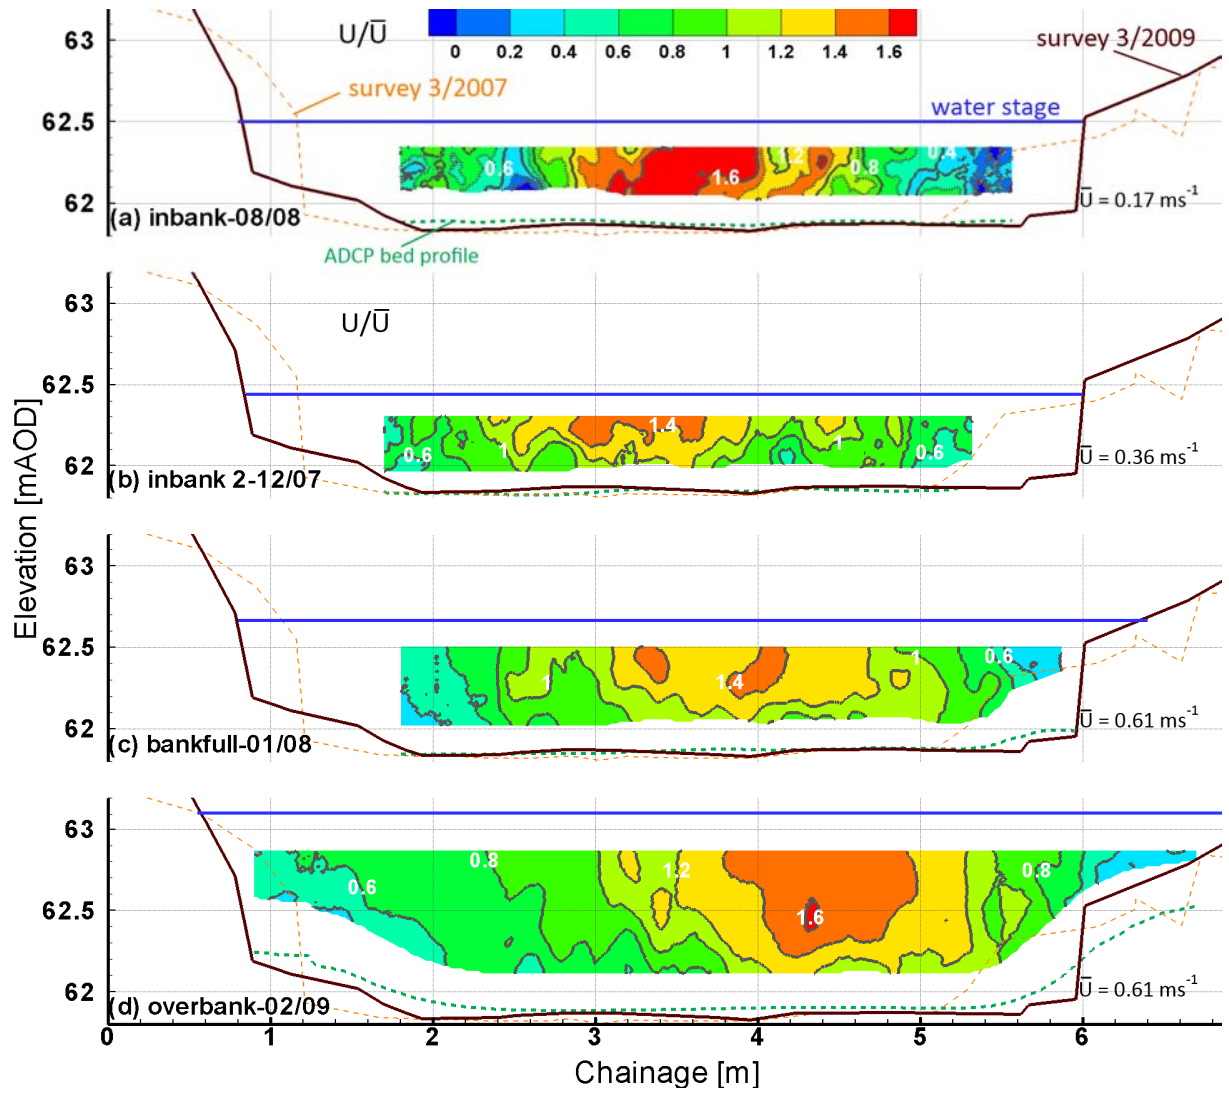 63
U/U̅
0 0.2 0.4 0.6 0.8 1 1.2 1.4 1.6
survey 3/2009
survey 3/2007
water stage
62.5
0.6 1.6 1.2 0.8 0.4
62
(a) inbank-08/08
U̅ = 0.17 ms⁻¹
ADCP bed profile
63
U/U̅
62.5
0.6 1 1.4 1 0.6
62
(b) inbank 2-12/07
U̅ = 0.36 ms⁻¹
63
62.5
1 1.4 1 0.6
62
(c) bankfull-01/08
U̅ = 0.61 ms⁻¹
63
0.6 0.8 1.2 1.6 0.8
62.5
62
(d) overbank-02/09
U̅ = 0.61 ms⁻¹
0 1 2 3 4 5 6
Chainage [m]
Elevation [mAOD]